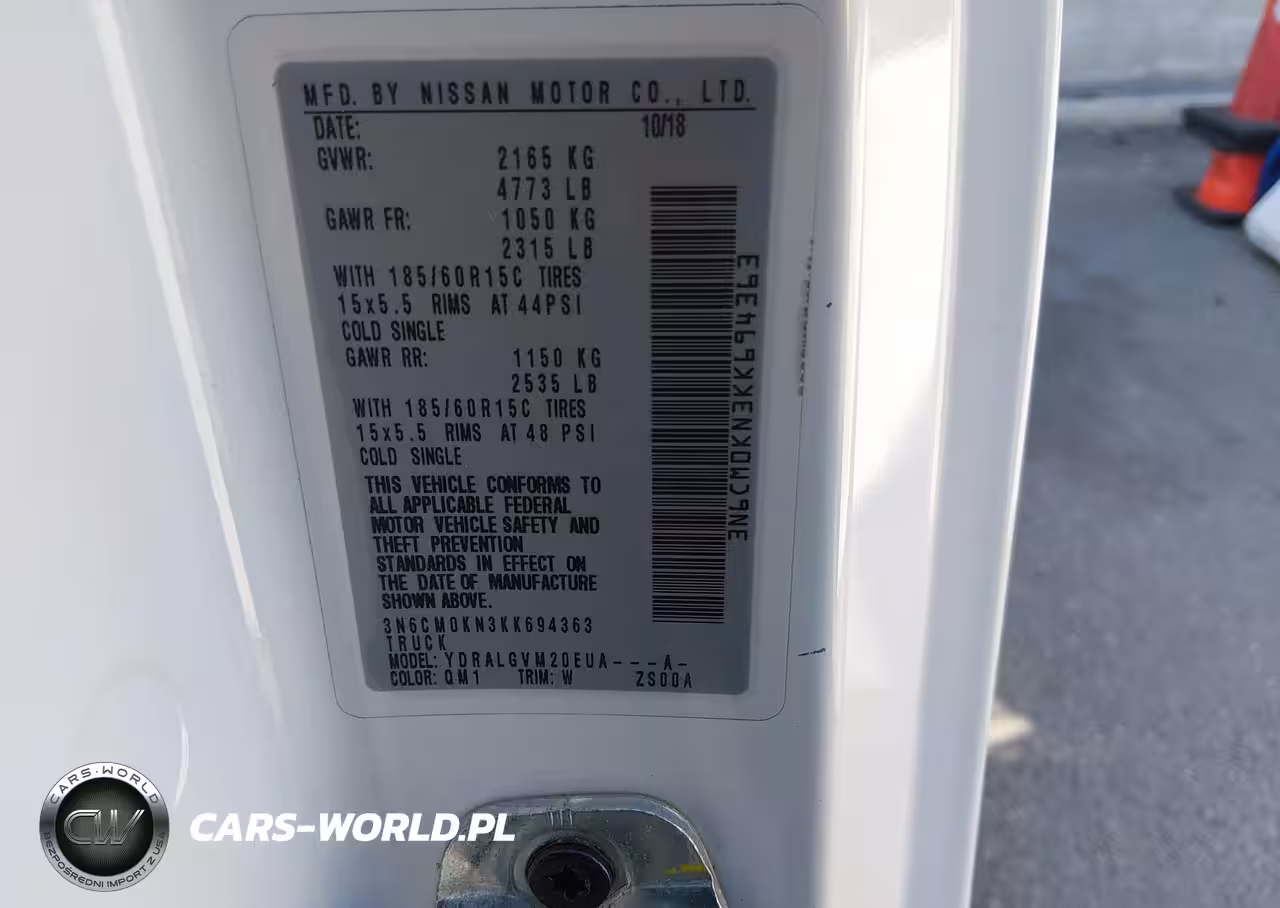 MFD. BY NISSAN MOTOR CO., LTD.
DATE: 10/18
GVWR: 2165 KG
4773 LB
GAWR FR: 1050 KG
2315 LB
WITH 185/60R15C TIRES
15x5.5 RIMS AT 44PSI
COLD SINGLE
GAWR RR: 1150 KG
2535 LB
WITH 185/60R15C TIRES
15x5.5 RIMS AT 48 PSI
COLD SINGLE
THIS VEHICLE CONFORMS TO
ALL APPLICABLE FEDERAL
MOTOR VEHICLE SAFETY AND
THEFT PREVENTION
STANDARDS IN EFFECT ON
THE DATE OF MANUFACTURE
SHOWN ABOVE.
3N6CM0KN3KK694363
TRUCK
MODEL: YDRALGVM20EUA---A-
COLOR: QM1 TRIM: W ZS00A
3N6CM0KN3KK694363
CARS-WORLD
CW
BEZPOŚREDNI IMPORT Z USA
CARS-WORLD.PL